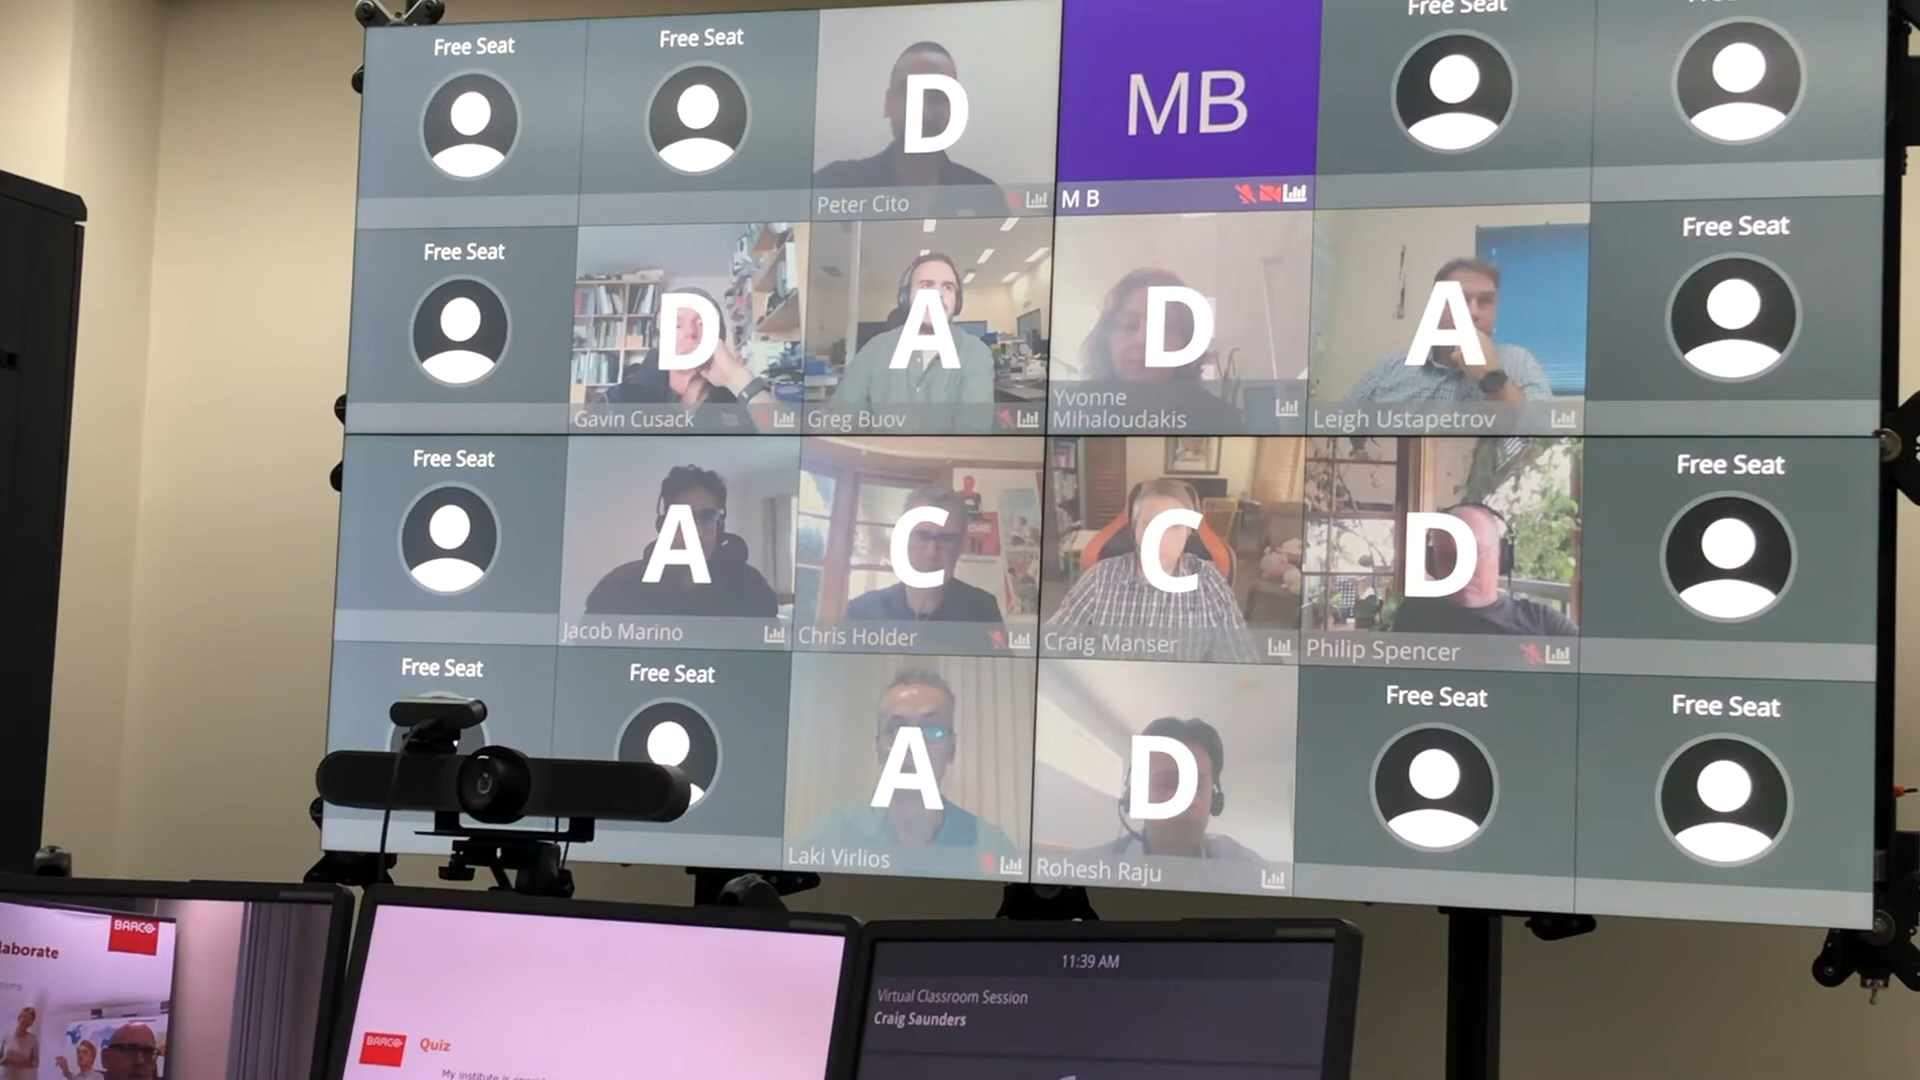 Free Seat
Free Seat
D
Peter Cito
MB
M B
Free Seat
Free Seat
D
Gavin Cusack
A
Greg Buov
D
Yvonne
Mihaloudakis
A
Leigh Ustapetrov
Free Seat
Free Seat
A
Jacob Marino
C
Chris Holder
C
Craig Manser
D
Philip Spencer
Free Seat
Free Seat
Free Seat
A
Laki Virlios
D
Rohesh Raju
Free Seat
Free Seat
BARCO
laborate
BARCO
Quiz
My institute is
11:39 AM
Virtual Classroom Session
Craig Saunders